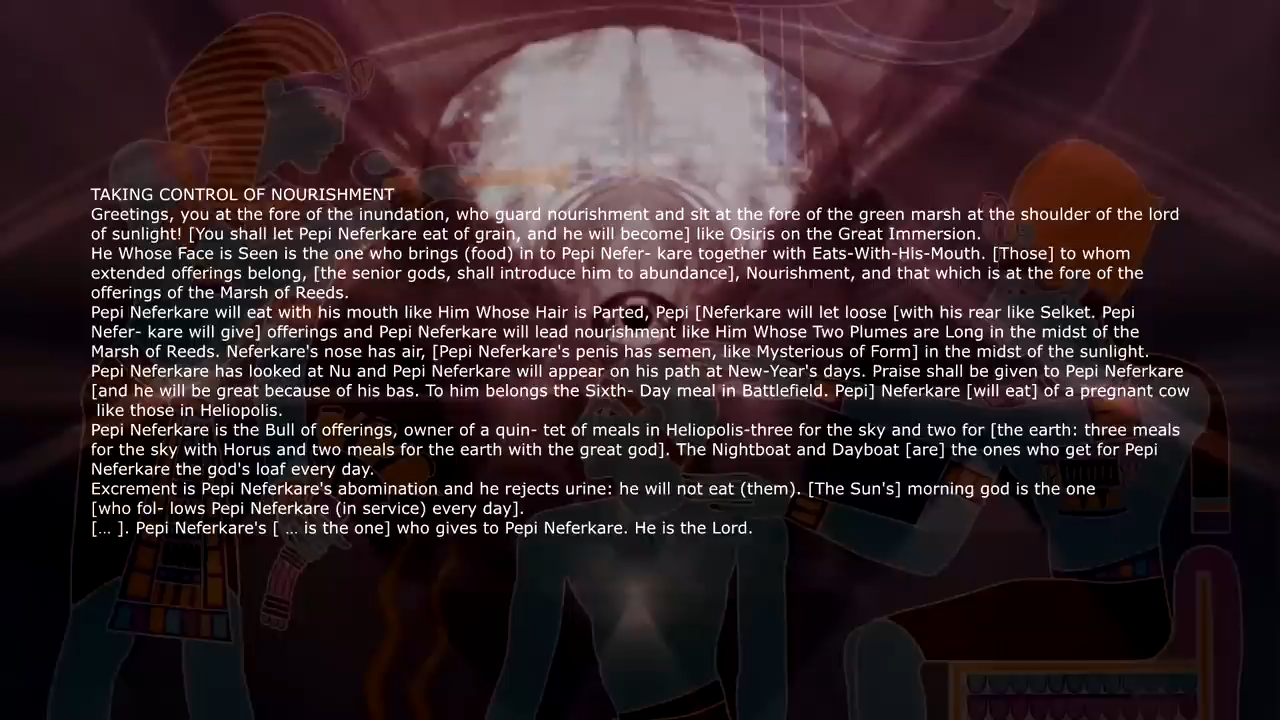 TAKING CONTROL OF NOURISHMENT
Greetings, you at the fore of the inundation, who guard nourishment and sit at the fore of the green marsh at the shoulder of the lord
of sunlight! [You shall let Pepi Neferkare eat of grain, and he will become] like Osiris on the Great Immersion.
He Whose Face is Seen is the one who brings (food) in to Pepi Nefer- kare together with Eats-With-His-Mouth. [Those] to whom
extended offerings belong, [the senior gods, shall introduce him to abundance], Nourishment, and that which is at the fore of the
offerings of the Marsh of Reeds.
Pepi Neferkare will eat with his mouth like Him Whose Hair is Parted, Pepi [Neferkare will let loose [with his rear like Selket. Pepi
Nefer- kare will give] offerings and Pepi Neferkare will lead nourishment like Him Whose Two Plumes are Long in the midst of the
Marsh of Reeds. Neferkare's nose has air, [Pepi Neferkare's penis has semen, like Mysterious of Form] in the midst of the sunlight.
Pepi Neferkare has looked at Nu and Pepi Neferkare will appear on his path at New-Year's days. Praise shall be given to Pepi Neferkare
[and he will be great because of his bas. To him belongs the Sixth- Day meal in Battlefield. Pepi] Neferkare [will eat] of a pregnant cow
like those in Heliopolis.
Pepi Neferkare is the Bull of offerings, owner of a quin- tet of meals in Heliopolis-three for the sky and two for [the earth: three meals
for the sky with Horus and two meals for the earth with the great god]. The Nightboat and Dayboat [are] the ones who get for Pepi
Neferkare the god's loaf every day.
Excrement is Pepi Neferkare's abomination and he rejects urine: he will not eat (them). [The Sun's] morning god is the one
[who fol- lows Pepi Neferkare (in service) every day].
[… ]. Pepi Neferkare's [ … is the one] who gives to Pepi Neferkare. He is the Lord.